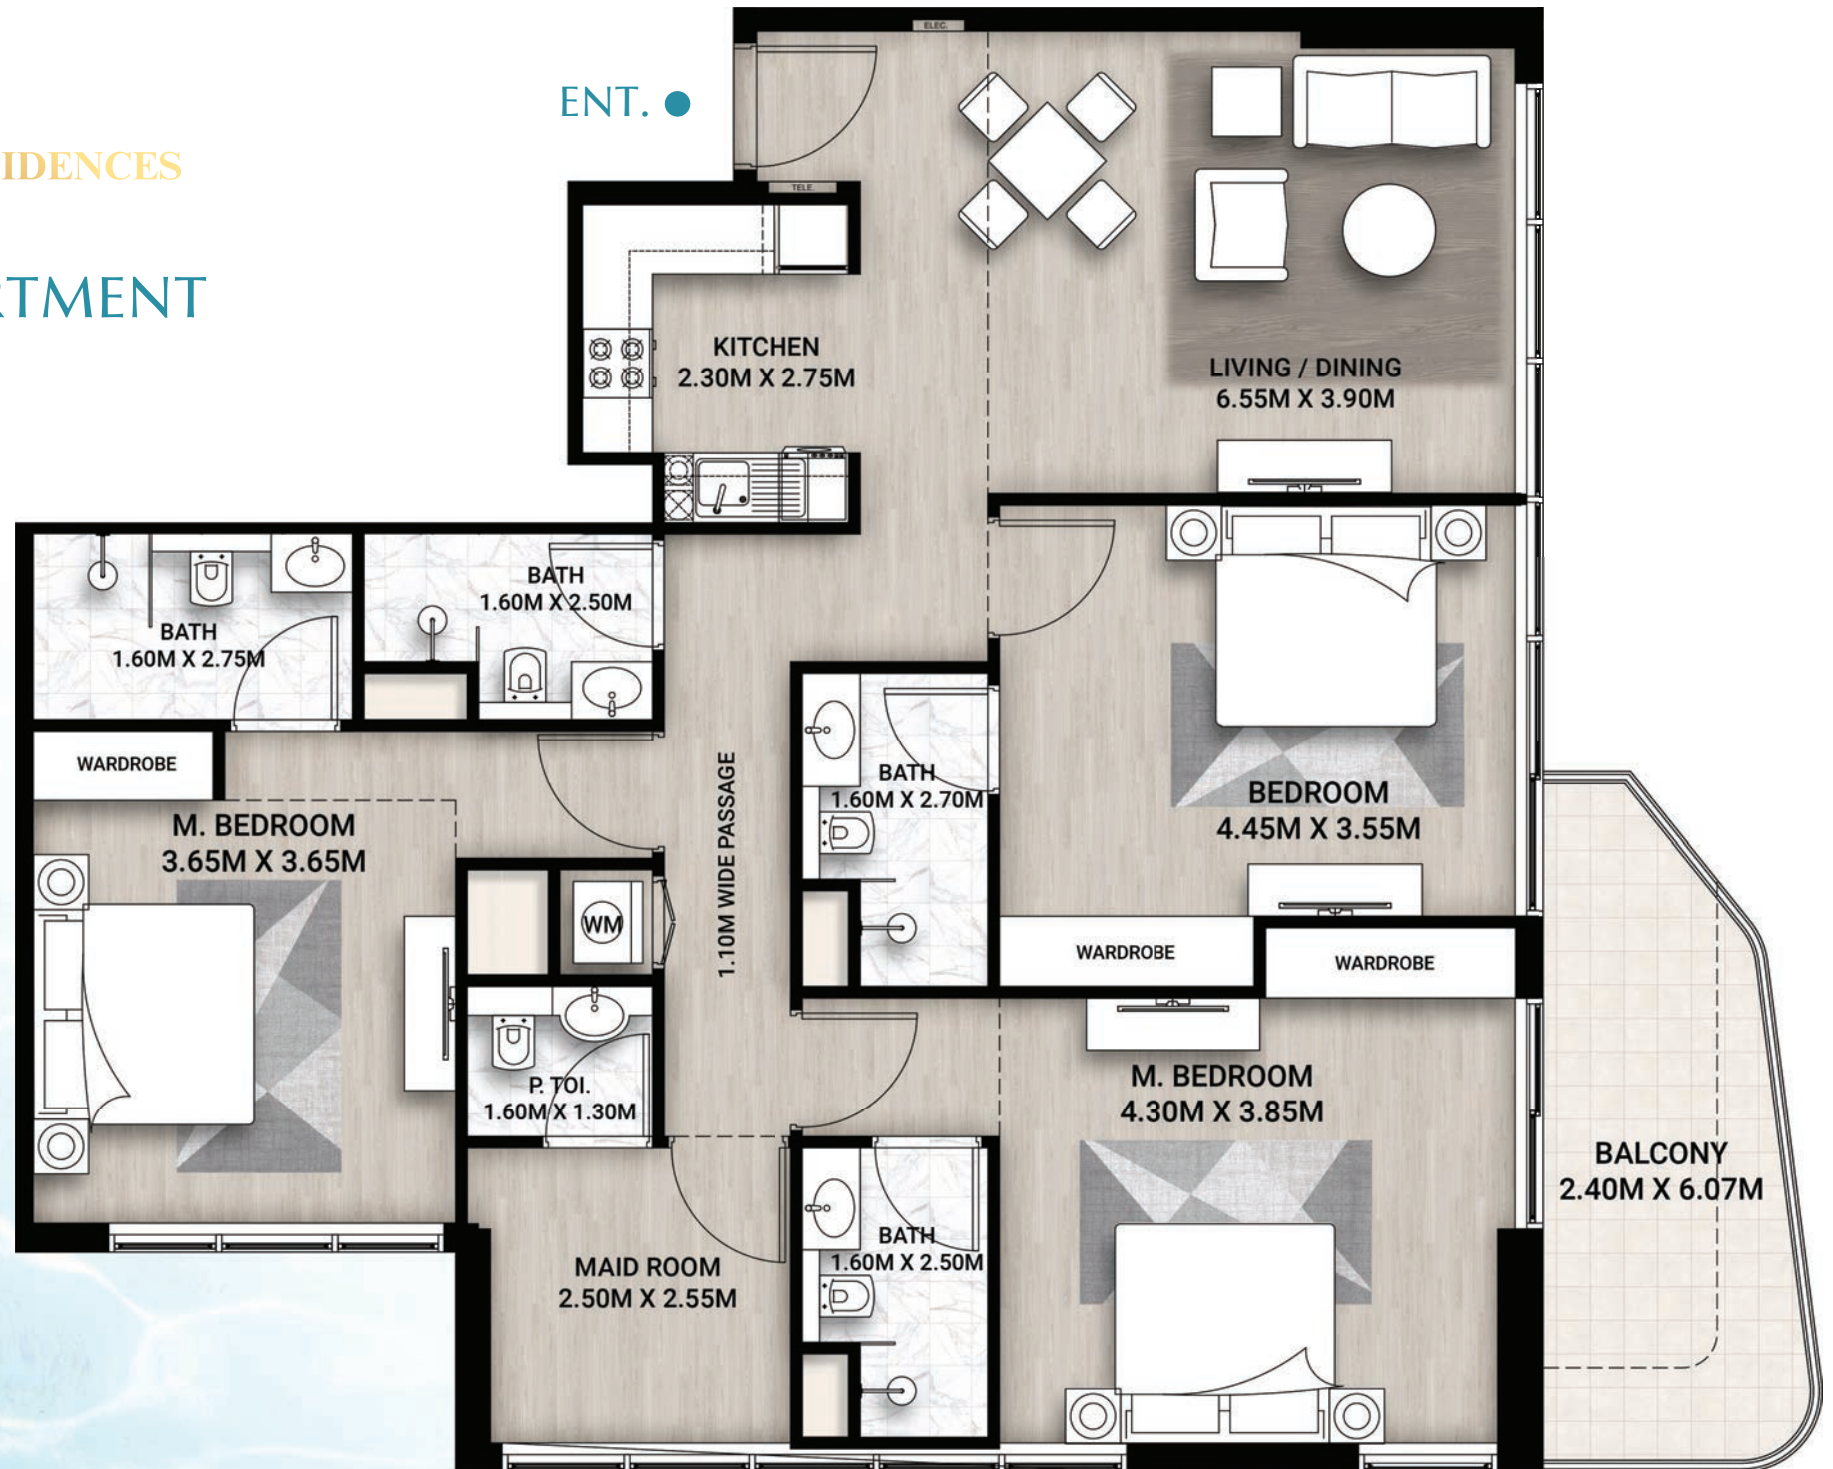 ELEC.
ENT.
IDENCES
TELE.
RTMENT
KITCHEN
2.30M X 2.75M
LIVING / DINING
6.55M X 3.90M
BATH
1.60M X 2.50M
BATH
1.60M X 2.75M
WARDROBE
M. BEDROOM
3.65M X 3.65M
1.10M WIDE PASSAGE
BATH
1.60M X 2.70M
BEDROOM
4.45M X 3.55M
WM
WARDROBE
WARDROBE
P. TOI.
1.60M X 1.30M
M. BEDROOM
4.30M X 3.85M
BALCONY
2.40M X 6.07M
MAID ROOM
2.50M X 2.55M
BATH
1.60M X 2.50M